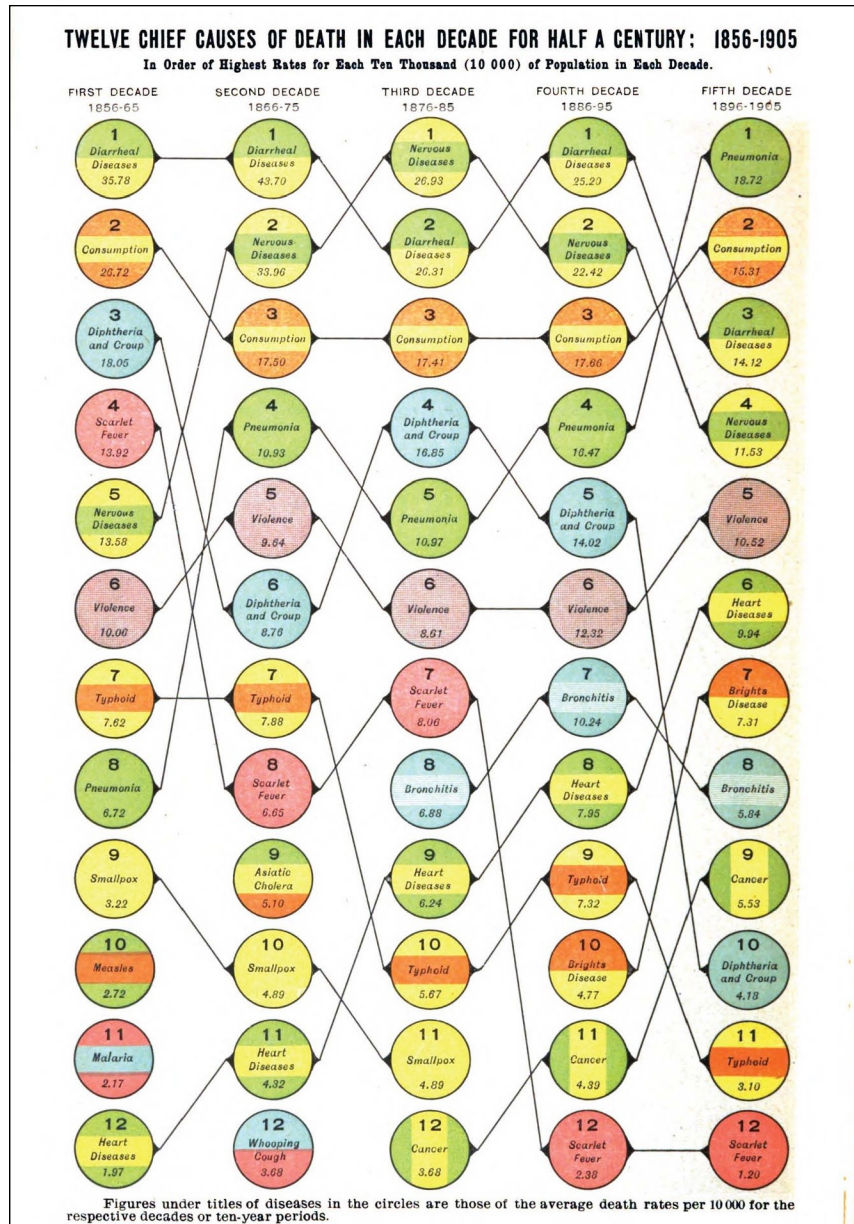 TWELVE CHIEF CAUSES OF DEATH IN EACH DECADE FOR HALF A CENTURY: 1856-1905
In Order of Highest Rates for Each Ten Thousand (10 000) of Population in Each Decade.
FIRST DECADE
1856-65
1
Diarrheal
Diseases
35.78
2
Consumption
26.72
3
Diphtheria
and Croup
18.05
4
Scarlet
Fever
13.92
5
Nervous
Diseases
13.58
6
Violence
10.06
7
Typhoid
7.62
8
Pneumonia
6.72
9
Smallpox
3.22
10
Measles
2.72
11
Malaria
2.17
12
Heart
Diseases
1.97
SECOND DECADE
1866-75
1
Diarrheal
Diseases
43.70
2
Nervous
Diseases
33.96
3
Consumption
17.50
4
Pneumonia
10.93
5
Violence
9.64
6
Diphtheria
and Croup
8.76
7
Typhoid
7.88
8
Scarlet
Fever
6.65
9
Asiatic
Cholera
5.10
10
Smallpox
4.89
11
Heart
Diseases
4.32
12
Whooping
Cough
3.68
THIRD DECADE
1876-85
1
Nervous
Diseases
26.93
2
Diarrheal
Diseases
26.31
3
Consumption
17.41
4
Diphtheria
and Croup
16.85
5
Pneumonia
10.97
6
Violence
8.61
7
Scarlet
Fever
8.06
8
Bronchitis
6.88
9
Heart
Diseases
6.24
10
Typhoid
5.67
11
Smallpox
4.89
12
Cancer
3.68
FOURTH DECADE
1886-95
1
Diarrheal
Diseases
25.20
2
Nervous
Diseases
22.42
3
Consumption
17.66
4
Pneumonia
16.47
5
Diphtheria
and Croup
14.02
6
Violence
12.32
7
Bronchitis
10.24
8
Heart
Diseases
7.95
9
Typhoid
7.32
10
Brights
Disease
4.77
11
Cancer
4.39
12
Scarlet
Fever
2.38
FIFTH DECADE
1896-1905
1
Pneumonia
18.72
2
Consumption
15.31
3
Diarrheal
Diseases
14.12
4
Nervous
Diseases
11.53
5
Violence
10.52
6
Heart
Diseases
9.94
7
Brights
Disease
7.31
8
Bronchitis
5.84
9
Cancer
5.53
10
Diphtheria
and Croup
4.18
11
Typhoid
3.10
12
Scarlet
Fever
1.20
Figures under titles of diseases in the circles are those of the average death rates per 10 000 for the
respective decades or ten-year periods.